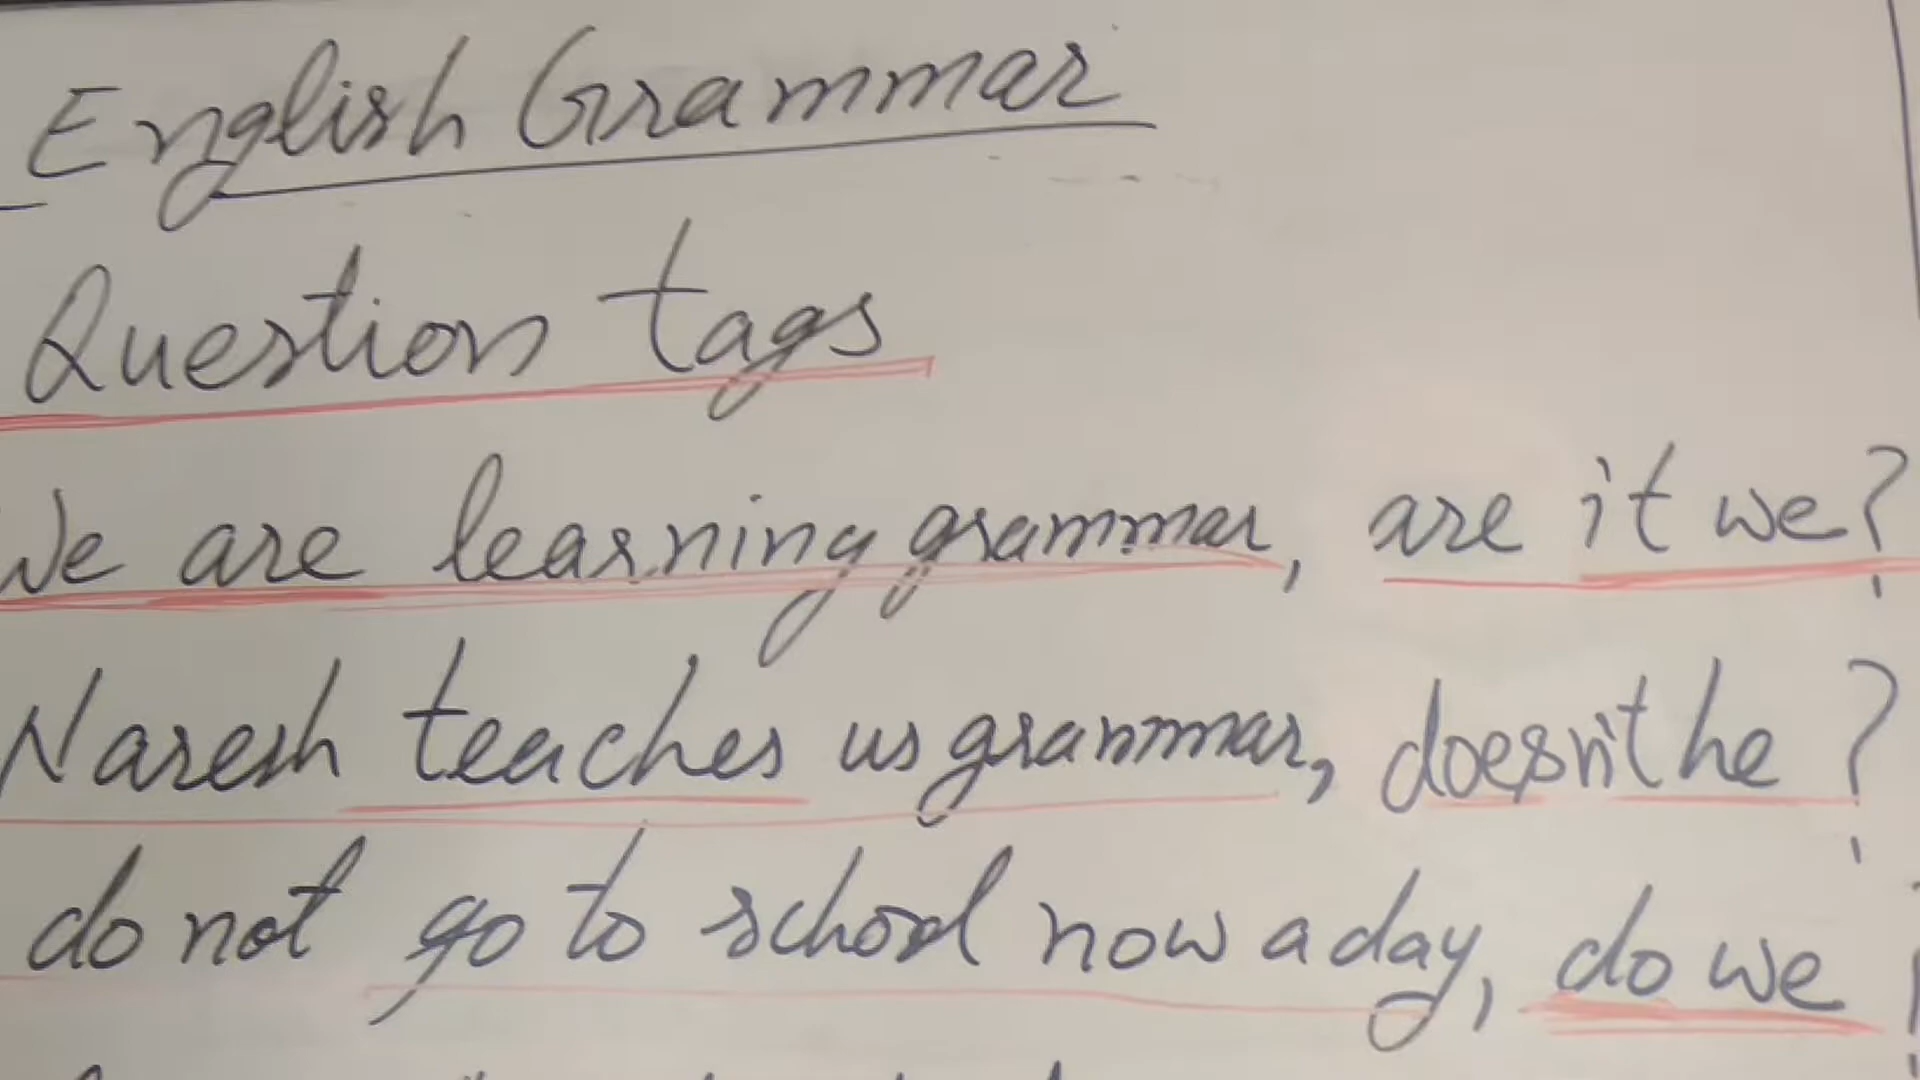 English Grammar
Question tags
We are learning grammar, are it we?
Naresh teaches us grammar, doesn't he?
do not go to school now a day, do we